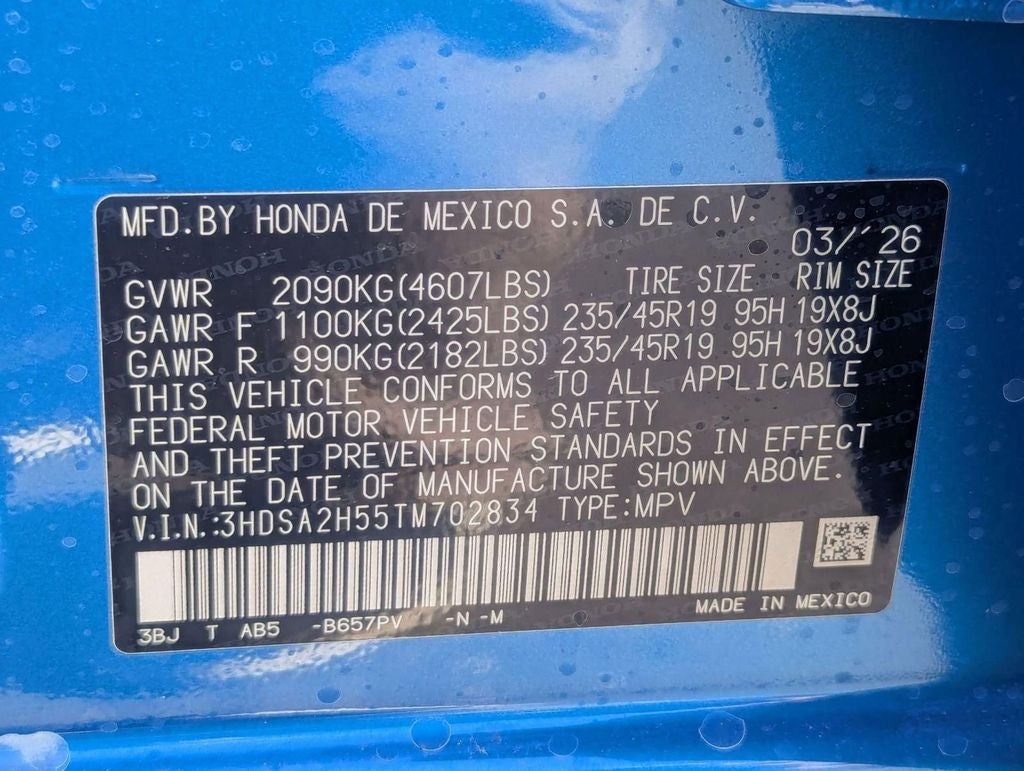 MFD.BY HONDA DE MEXICO S.A. DE C.V.
03/'26
GVWR 2090KG(4607LBS) TIRE SIZE RIM SIZE
GAWR F 1100KG(2425LBS) 235/45R19 95H 19X8J
GAWR R 990KG(2182LBS) 235/45R19 95H 19X8J
THIS VEHICLE CONFORMS TO ALL APPLICABLE
FEDERAL MOTOR VEHICLE SAFETY
AND THEFT PREVENTION STANDARDS IN EFFECT
ON THE DATE OF MANUFACTURE SHOWN ABOVE.
V.I.N.:3HDSA2H55TM702834 TYPE:MPV
MADE IN MEXICO
3BJ T AB5 -B657PV -N -M